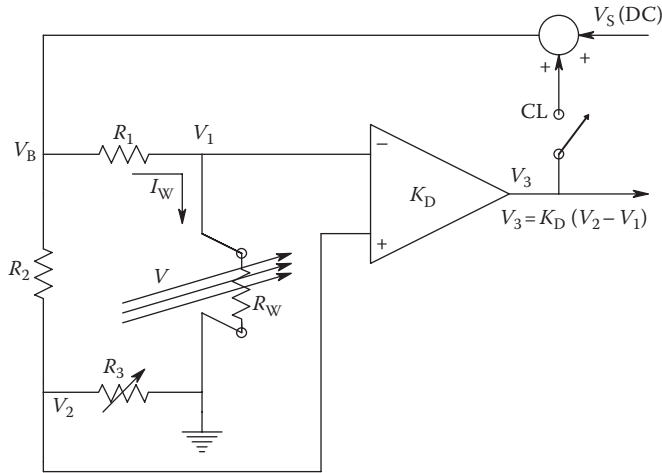 V_S (DC)
+ +
CL
R_1
V_1
V_B
−
I_W
K_D
V_3
V_3 = K_D (V_2 − V_1)
+
R_2
V
R_W
R_3
V_2